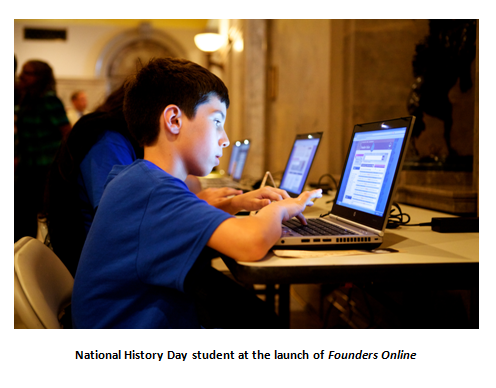 National History Day student at the launch of Founders Online